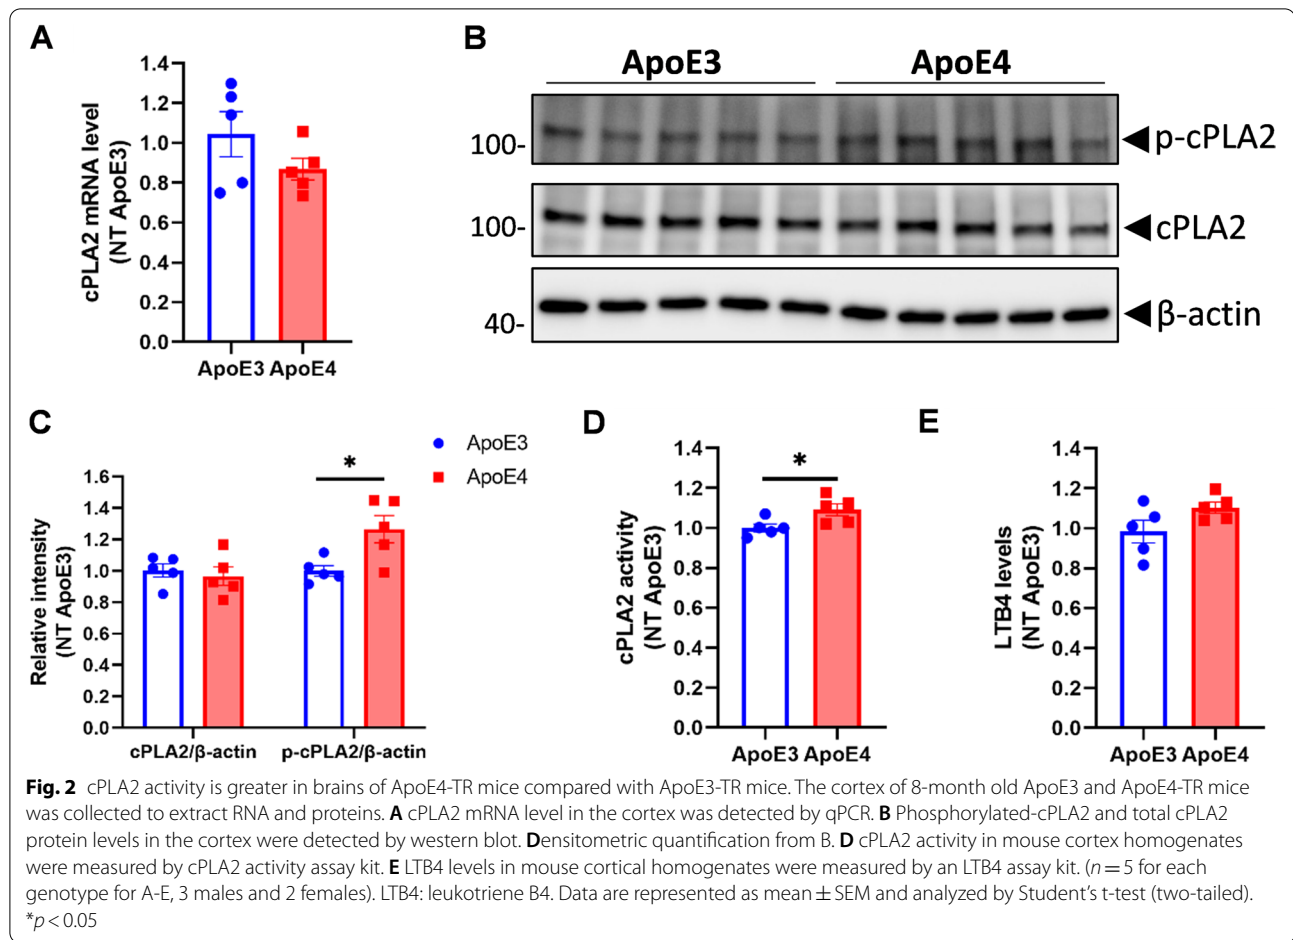 A
cPLA2 mRNA level
(NT ApoE3)
1.4
1.2
1.0
0.8
0.6
0.4
0.2
0.0
ApoE3 ApoE4
B
ApoE3 ApoE4
100-
p-cPLA2
100-
cPLA2
40-
β-actin
C
ApoE3
ApoE4
Relative intensity
(NT ApoE3)
1.6
1.4
1.2
1.0
0.8
0.6
0.4
0.2
0.0
*
cPLA2/β-actin p-cPLA2/β-actin
D
cPLA2 activity
(NT ApoE3)
1.4
1.2
1.0
0.8
0.6
0.4
0.2
0.0
*
ApoE3 ApoE4
E
LTB4 levels
(NT ApoE3)
1.4
1.2
1.0
0.8
0.6
0.4
0.2
0.0
ApoE3 ApoE4
Fig. 2 cPLA2 activity is greater in brains of ApoE4-TR mice compared with ApoE3-TR mice. The cortex of 8-month old ApoE3 and ApoE4-TR mice
was collected to extract RNA and proteins. A cPLA2 mRNA level in the cortex was detected by qPCR. B Phosphorylated-cPLA2 and total cPLA2
protein levels in the cortex were detected by western blot. Densitometric quantification from B. D cPLA2 activity in mouse cortex homogenates
were measured by cPLA2 activity assay kit. E LTB4 levels in mouse cortical homogenates were measured by an LTB4 assay kit. (n = 5 for each
genotype for A-E, 3 males and 2 females). LTB4: leukotriene B4. Data are represented as mean ± SEM and analyzed by Student's t-test (two-tailed).
*p < 0.05